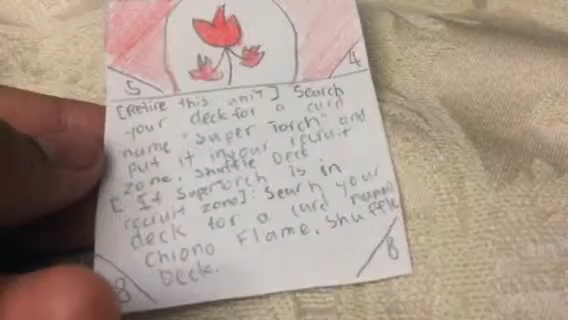 5 4
[Retire this unit] Search
your deck for a card
name "Super Torch" and
put it in your recruit
zone. Shuffle Deck.
[If SuperTorch is in
recruit zone]: Search your
deck for a card named
Chrono Flame. Shuffle
Deck.
8 8